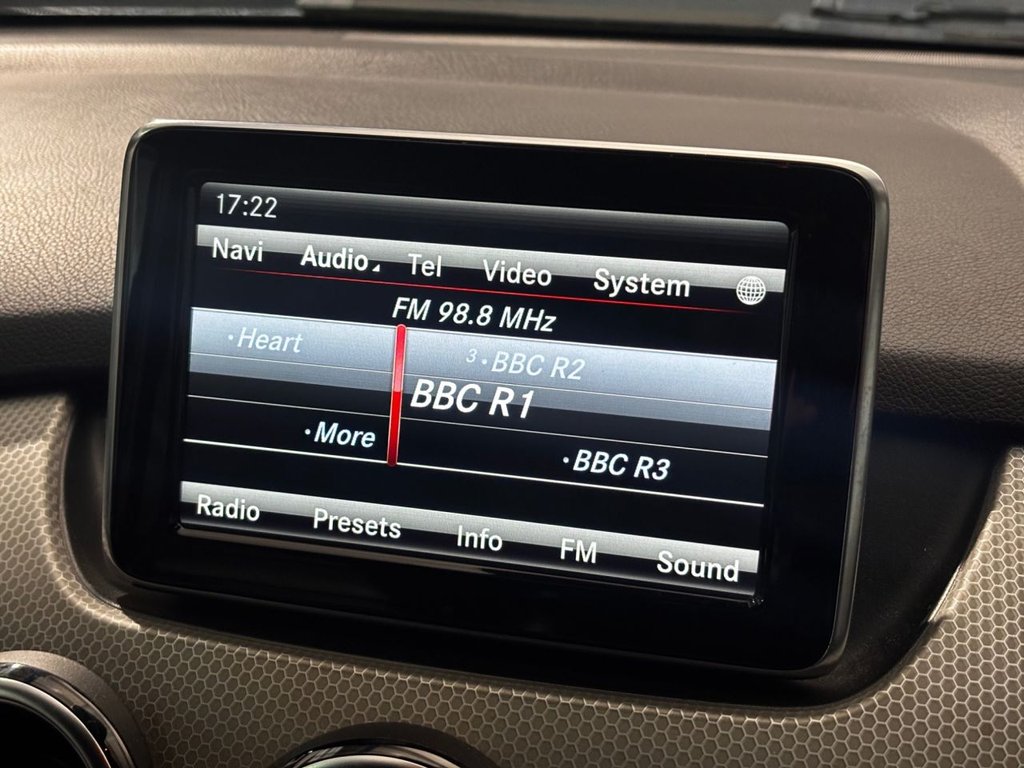 17:22
Navi Audio Tel Video System
FM 98.8 MHz
·Heart 3·BBC R2
BBC R1
·More ·BBC R3
Radio Presets Info FM Sound